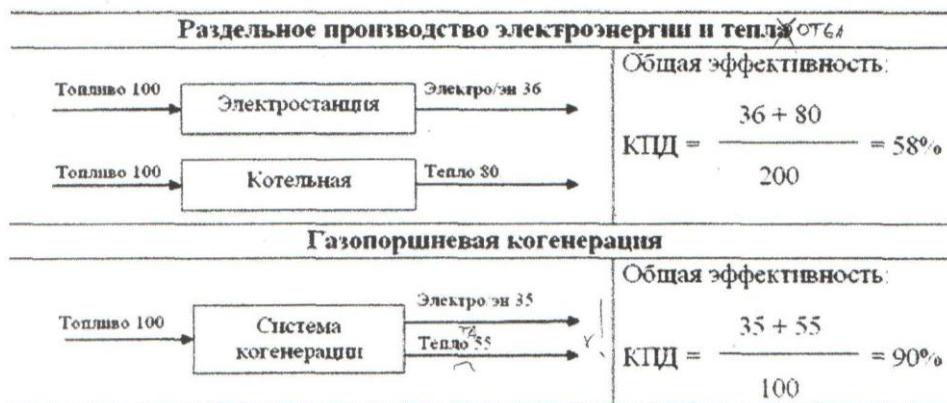 Раздельное производство электроэнергии и тепла
Топливо 100
Электростанция
Электро/эн 36
Топливо 100
Котельная
Тепло 80
Общая эффективность:
36 + 80
КПД = ——— = 58%
200
Газопоршневая когенерация
Топливо 100
Система
когенерации
Электро/эн 35
Тепло 55
Общая эффективность:
35 + 55
КПД = ——— = 90%
100